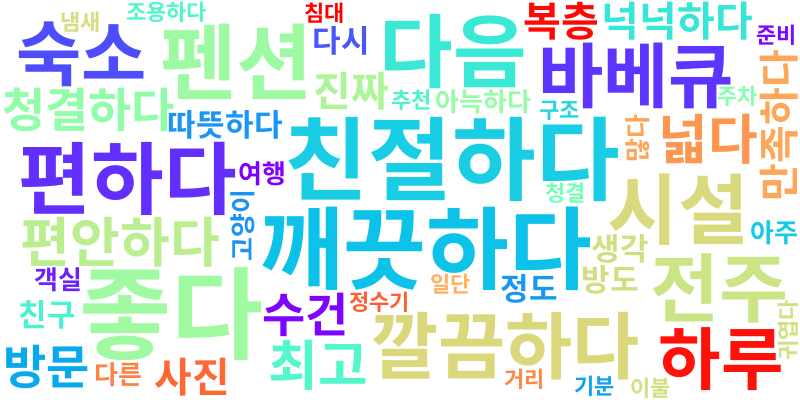 냄새 조용하다 침대 복층 넉넉하다
숙소 펜션 다시 다음 바베큐 준비
청결하다 진짜 추천 아늑하다 구조 주차 만족하다
따뜻하다 친절하다 많다 넓다
편하다 여행 청결 시설
편안하다 고양이 깨끗하다 생각 아주
객실 좋다 일단 정도 방도 전주
친구 수건 정수기 깔끔하다 귀엽다
방문 다른 사진 최고 거리 기분 이불 하루